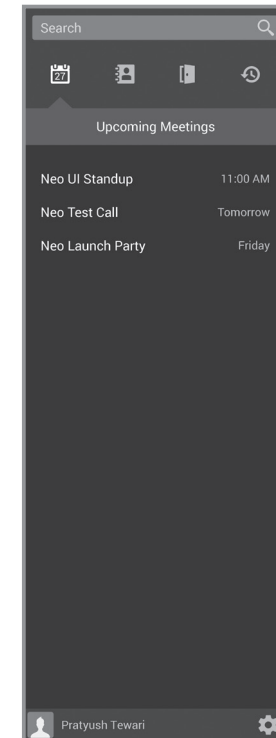 Search
27
Upcoming Meetings
Neo UI Standup 11:00 AM
Neo Test Call Tomorrow
Neo Launch Party Friday
Pratyush Tewari